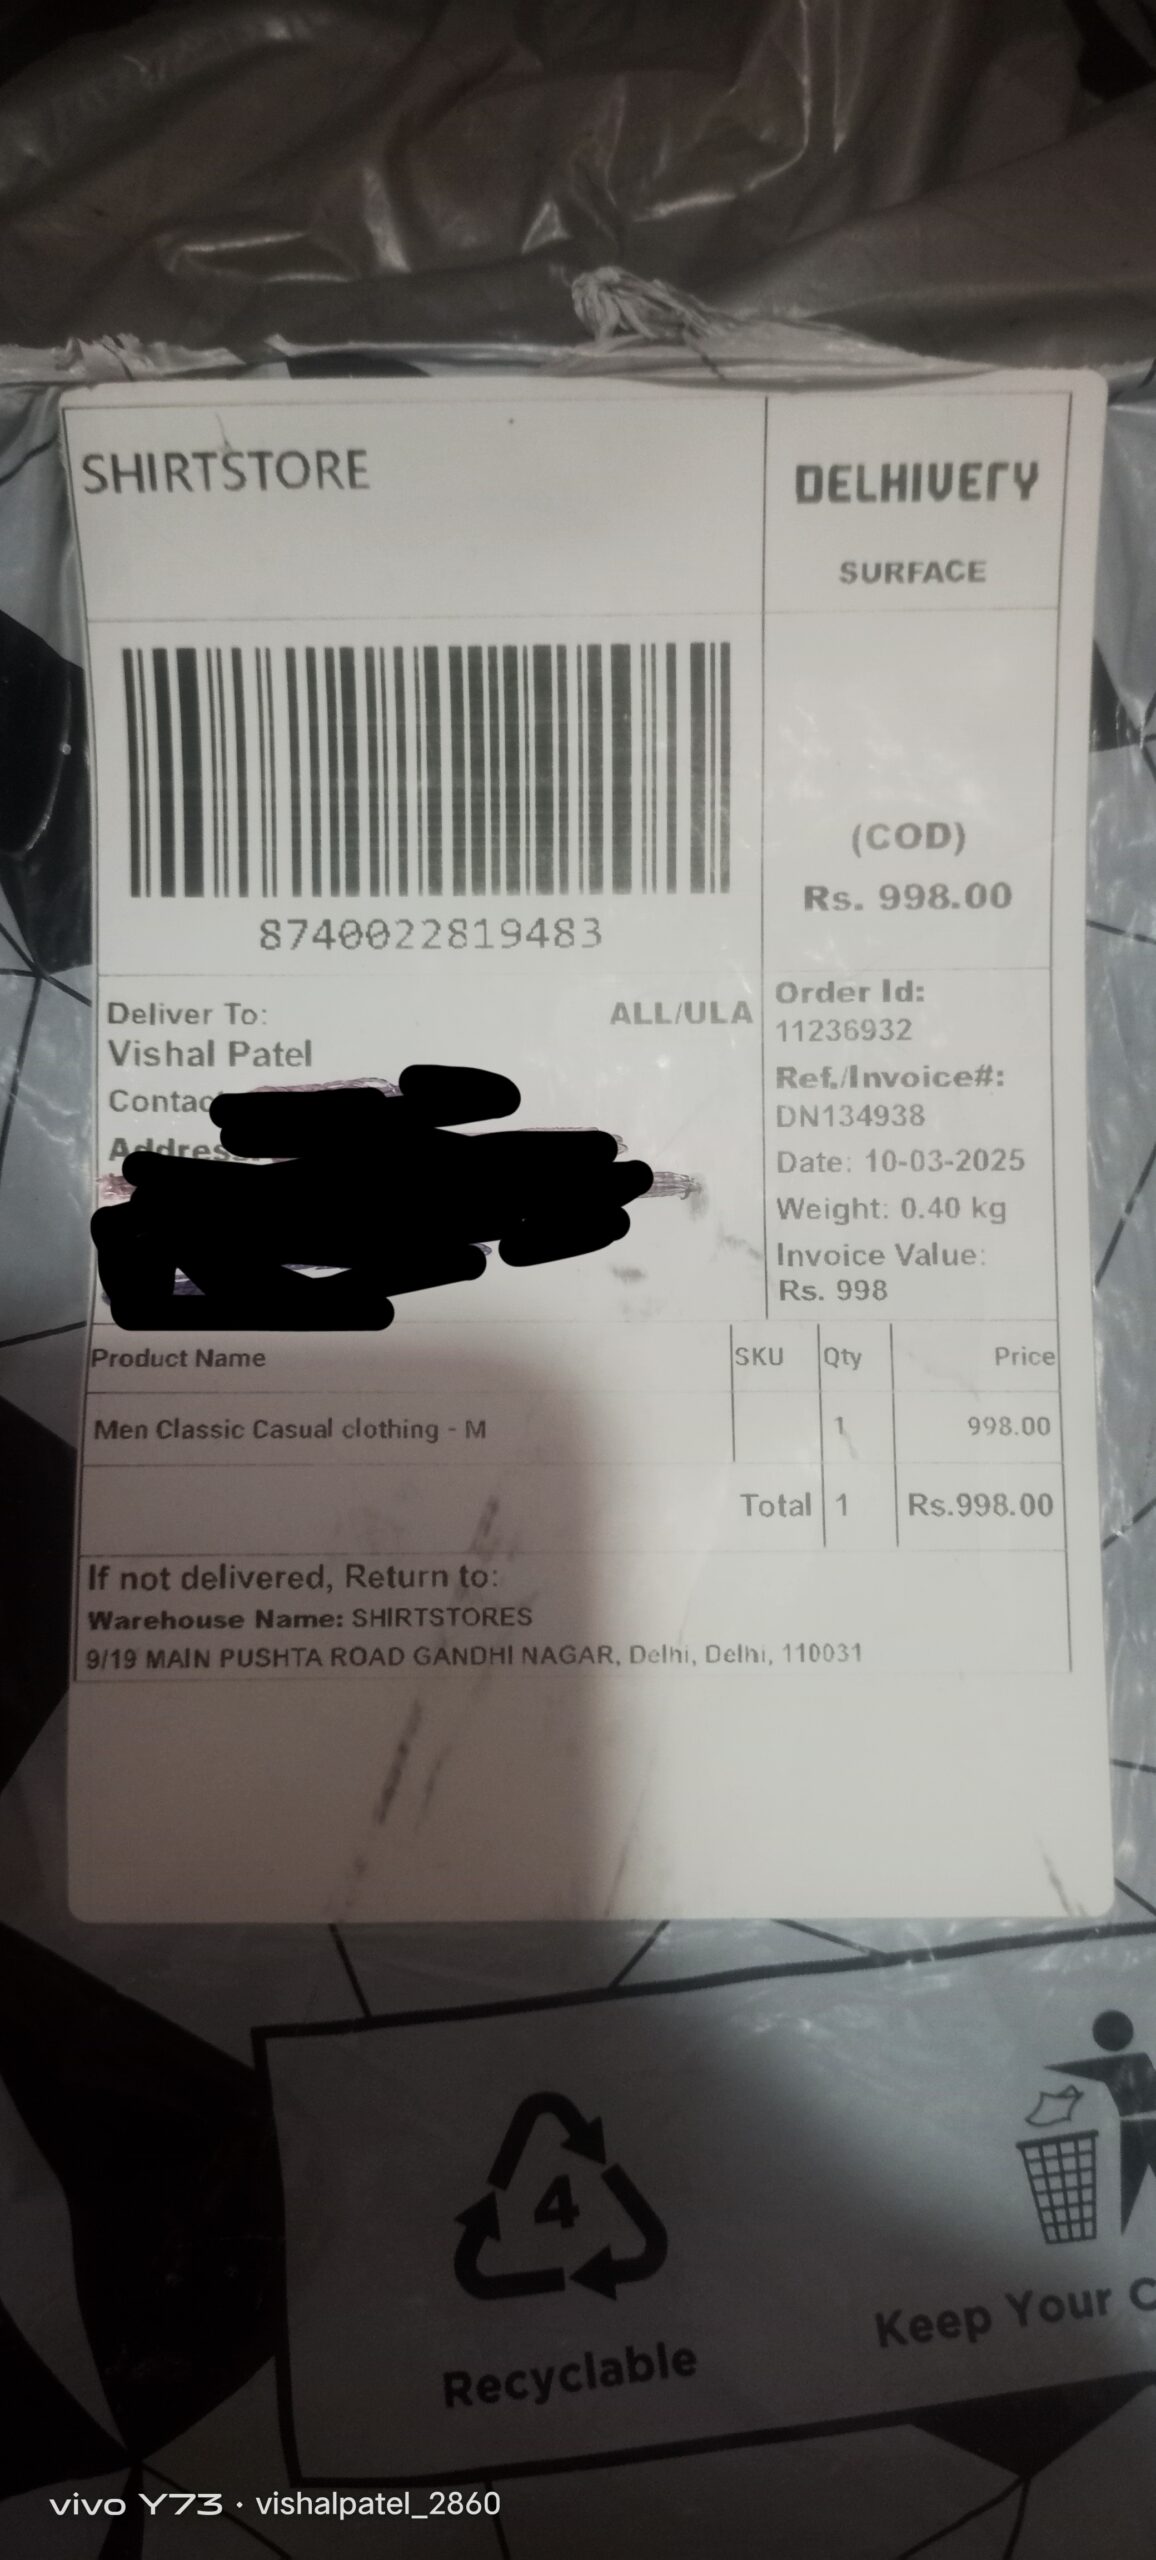 SHIRTSTORE
DELHIVERY
SURFACE
8740022819483
(COD)
Rs. 998.00
Deliver To:
ALL/ULA
Vishal Patel
Contac
Address:
Order Id:
11236932
Ref./Invoice#:
DN134938
Date: 10-03-2025
Weight: 0.40 kg
Invoice Value:
Rs. 998
Product Name SKU Qty Price
Men Classic Casual clothing - M 1 998.00
Total 1 Rs.998.00
If not delivered, Return to:
Warehouse Name: SHIRTSTORES
9/19 MAIN PUSHTA ROAD GANDHI NAGAR, Delhi, Delhi, 110031
4
Recyclable
Keep Your C
vivo Y73 · vishalpatel_2860